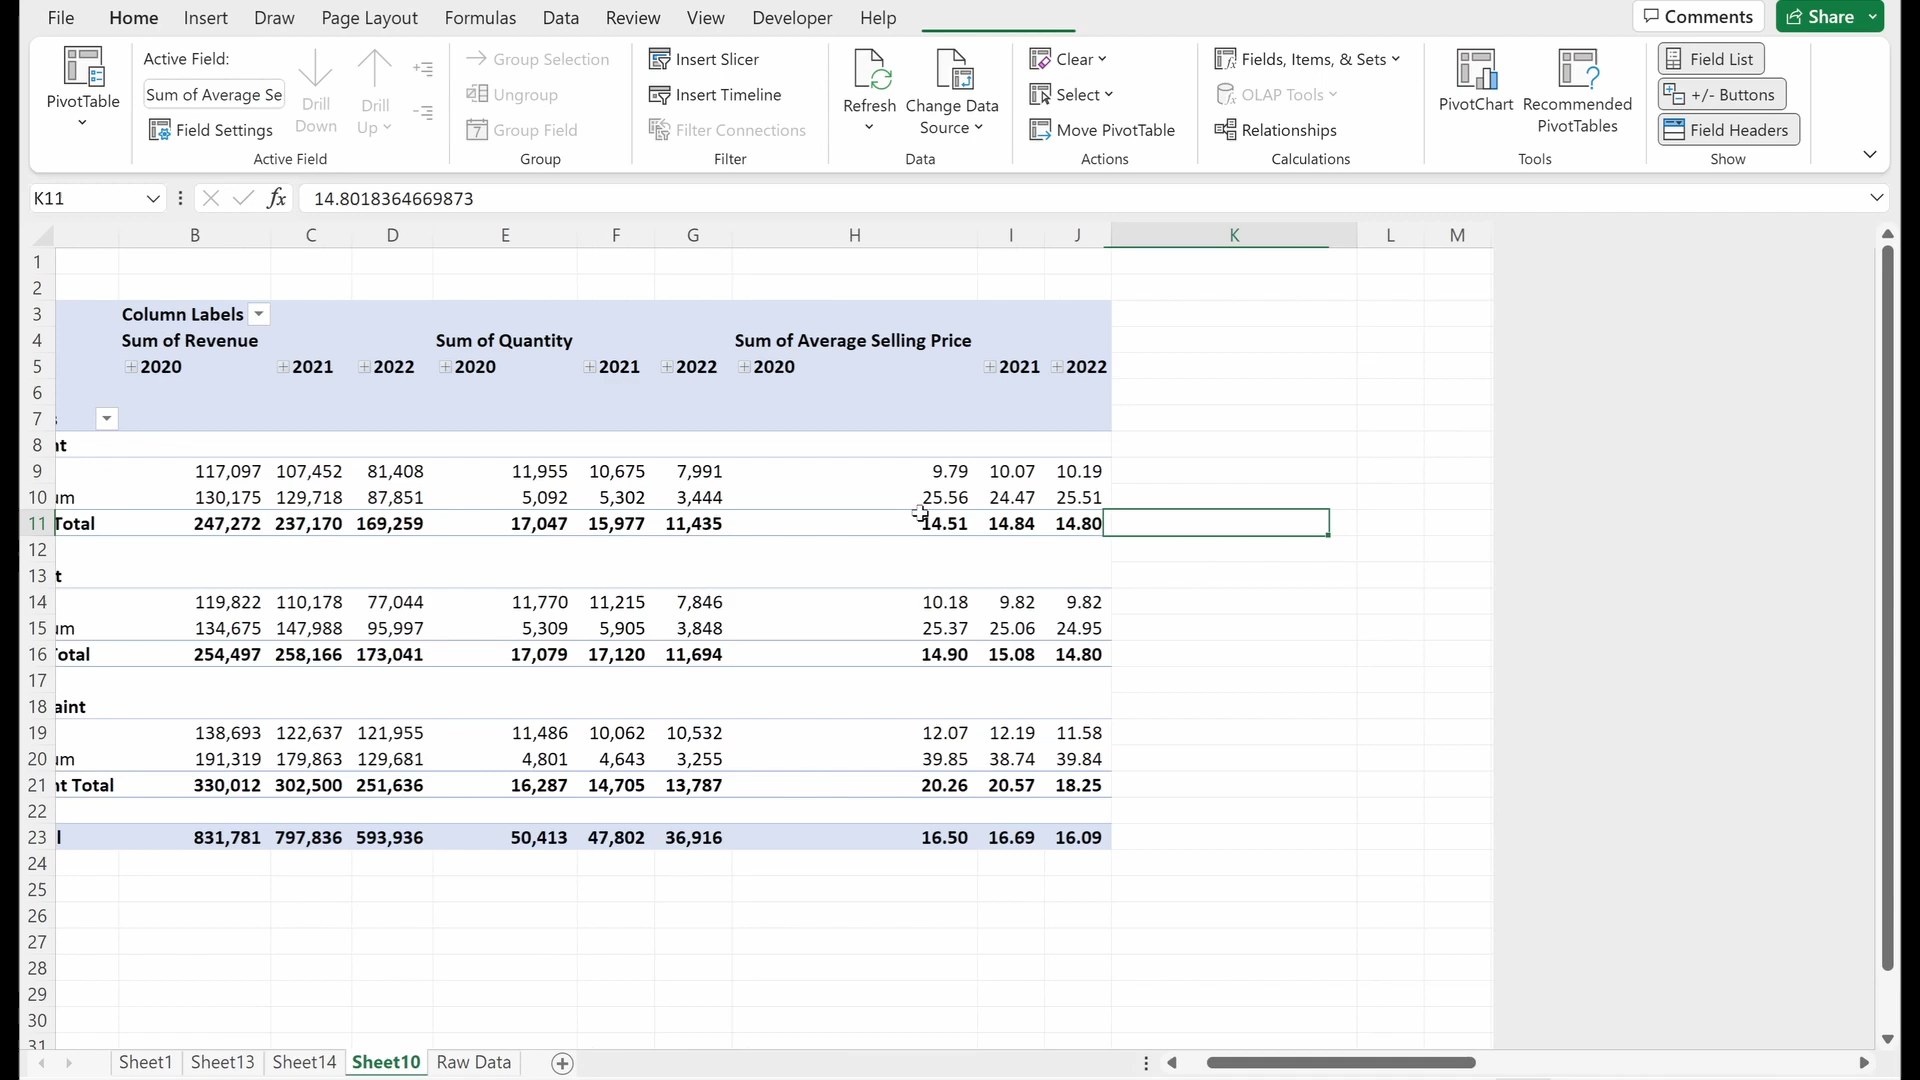 File Home Insert Draw Page Layout Formulas Data Review View Developer Help Comments Share
PivotTable
Active Field:
Sum of Average Se
Field Settings
Drill Down
Drill Up
Active Field
Group Selection
Ungroup
7 Group Field
Group
Insert Slicer
Insert Timeline
Filter Connections
Filter
Refresh
Change Data Source
Data
Clear
Select
Move PivotTable
Actions
Fields, Items, & Sets
OLAP Tools
Relationships
Calculations
PivotChart
Recommended PivotTables
Tools
Field List
+/- Buttons
Field Headers
Show
K11 fx 14.8018364669873
B C D E F G H I J K L M
1
2
3 Column Labels
4 Sum of Revenue Sum of Quantity Sum of Average Selling Price
5 2020 2021 2022 2020 2021 2022 2020 2021 2022
6
7
8 nt
9 117,097 107,452 81,408 11,955 10,675 7,991 9.79 10.07 10.19
10 um 130,175 129,718 87,851 5,092 5,302 3,444 25.56 24.47 25.51
11 Total 247,272 237,170 169,259 17,047 15,977 11,435 14.51 14.84 14.80
12
13 t
14 119,822 110,178 77,044 11,770 11,215 7,846 10.18 9.82 9.82
15 um 134,675 147,988 95,997 5,309 5,905 3,848 25.37 25.06 24.95
16 Total 254,497 258,166 173,041 17,079 17,120 11,694 14.90 15.08 14.80
17
18 aint
19 138,693 122,637 121,955 11,486 10,062 10,532 12.07 12.19 11.58
20 um 191,319 179,863 129,681 4,801 4,643 3,255 39.85 38.74 39.84
21 nt Total 330,012 302,500 251,636 16,287 14,705 13,787 20.26 20.57 18.25
22
23 l 831,781 797,836 593,936 50,413 47,802 36,916 16.50 16.69 16.09
24
25
26
27
28
29
30
31
Sheet1 Sheet13 Sheet14 Sheet10 Raw Data